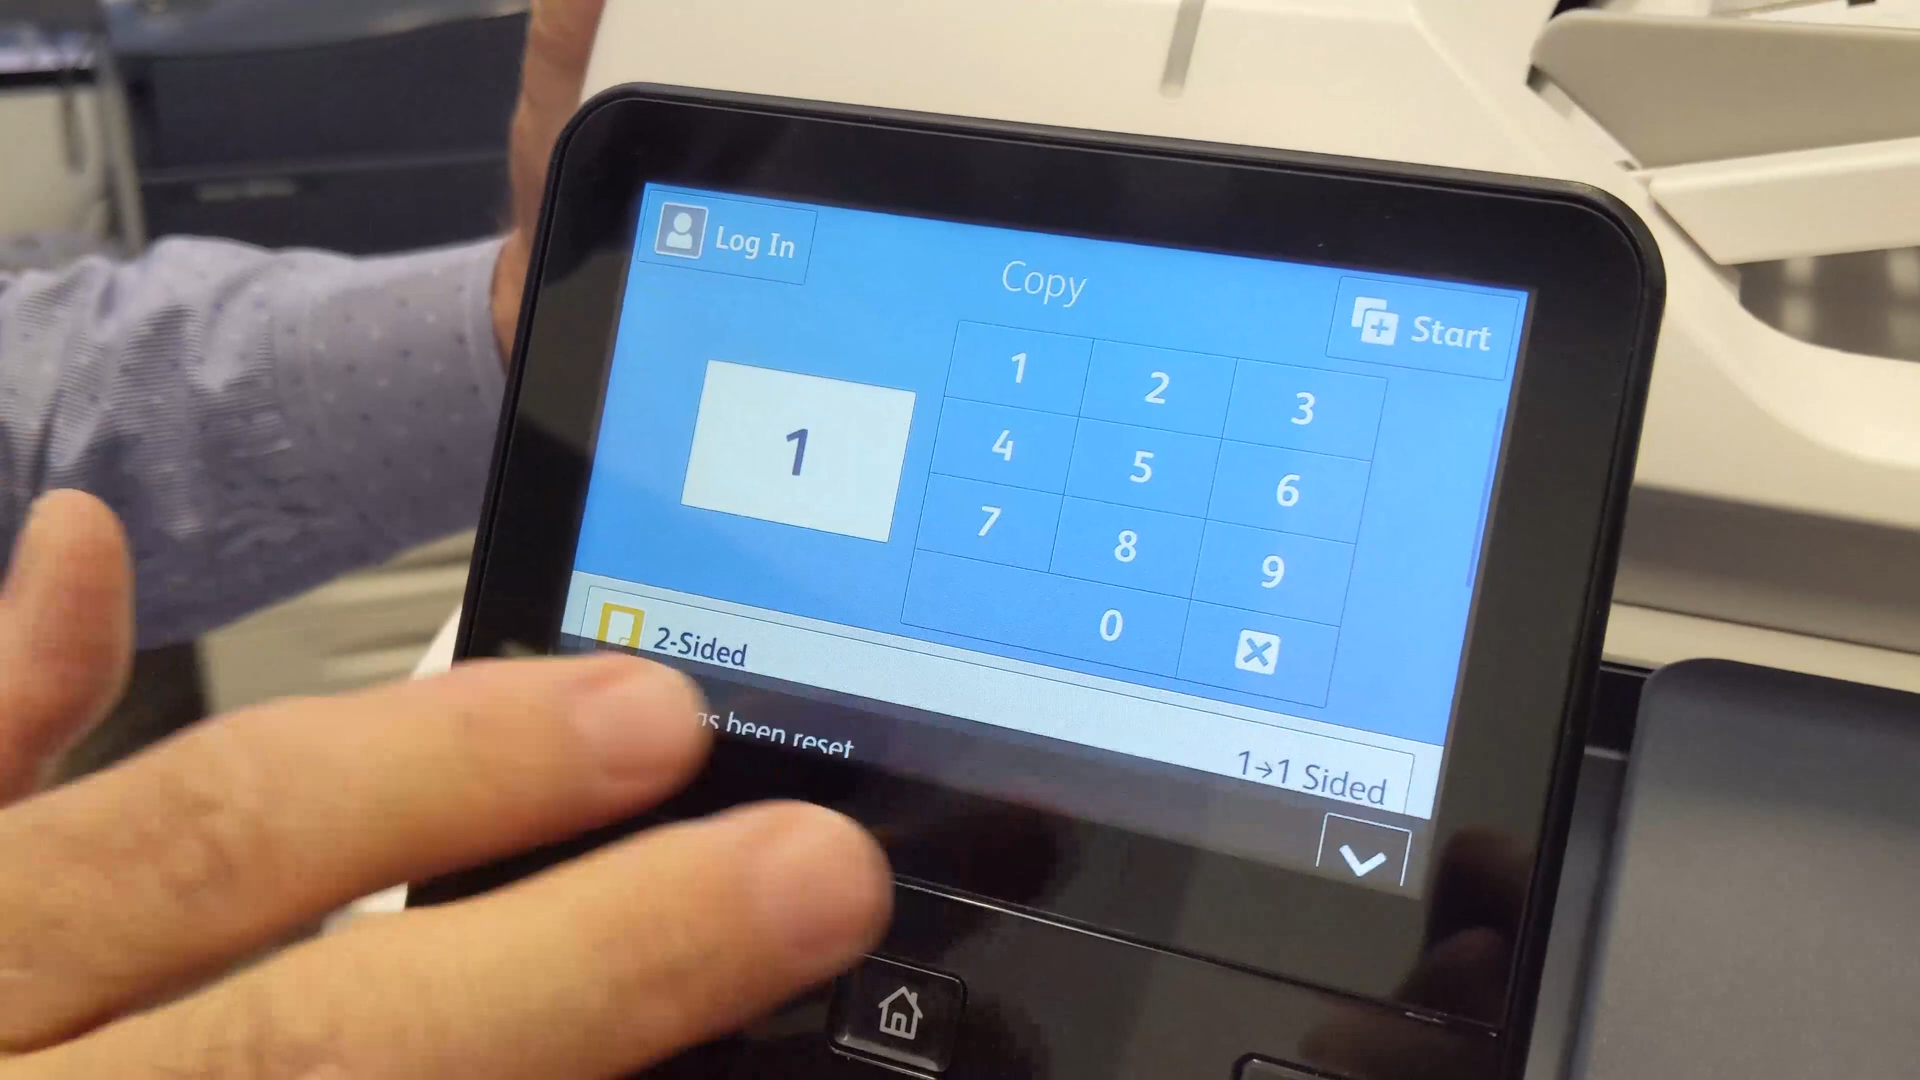 Log In
Copy
Start
1
1 2 3
4 5 6
7 8 9
0
2-Sided
1→1 Sided
been reset